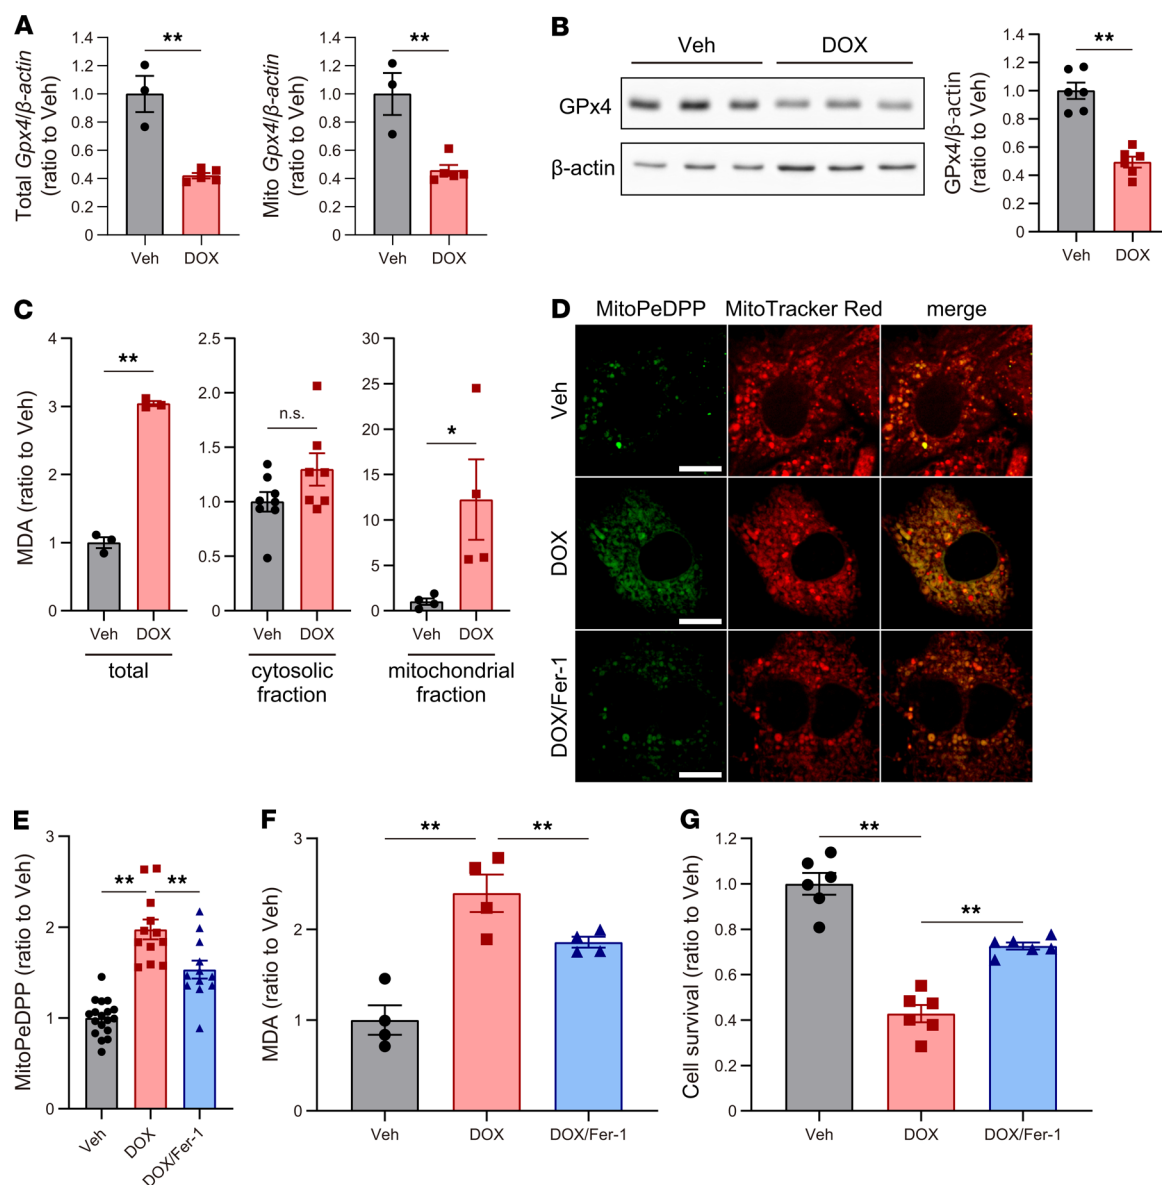 A
Total Gpx4/β-actin
(ratio to Veh)
1.4
1.2
1.0
0.8
0.6
0.4
0.2
0
**
Veh
DOX
Mito Gpx4/β-actin
(ratio to Veh)
1.4
1.2
1.0
0.8
0.6
0.4
0.2
0
**
Veh
DOX
B
Veh
DOX
GPx4
β-actin
GPx4/β-actin
(ratio to Veh)
1.4
1.2
1.0
0.8
0.6
0.4
0.2
0
**
Veh
DOX
C
MDA (ratio to Veh)
4
3
2
1
0
**
Veh
DOX
total
2.5
2.0
1.5
1.0
0.5
0
n.s.
Veh
DOX
cytosolic
fraction
30
25
20
15
10
5
0
*
Veh
DOX
mitochondrial
fraction
D
MitoPeDPP
MitoTracker Red
merge
Veh
DOX
DOX/Fer-1
E
MitoPeDPP (ratio to Veh)
3
2
1
0
**
**
Veh
DOX
DOX/Fer-1
F
MDA (ratio to Veh)
3
2
1
0
**
**
Veh
DOX
DOX/Fer-1
G
Cell survival (ratio to Veh)
1.2
1.0
0.8
0.6
0.4
0.2
0
**
**
Veh
DOX
DOX/Fer-1